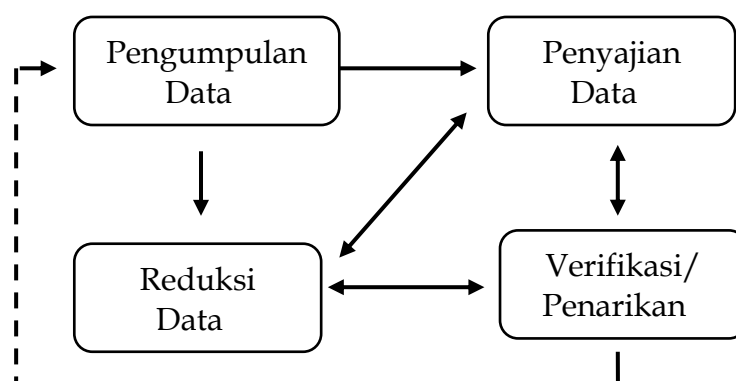 Pengumpulan
Data
Penyajian
Data
Reduksi
Data
Verifikasi/
Penarikan